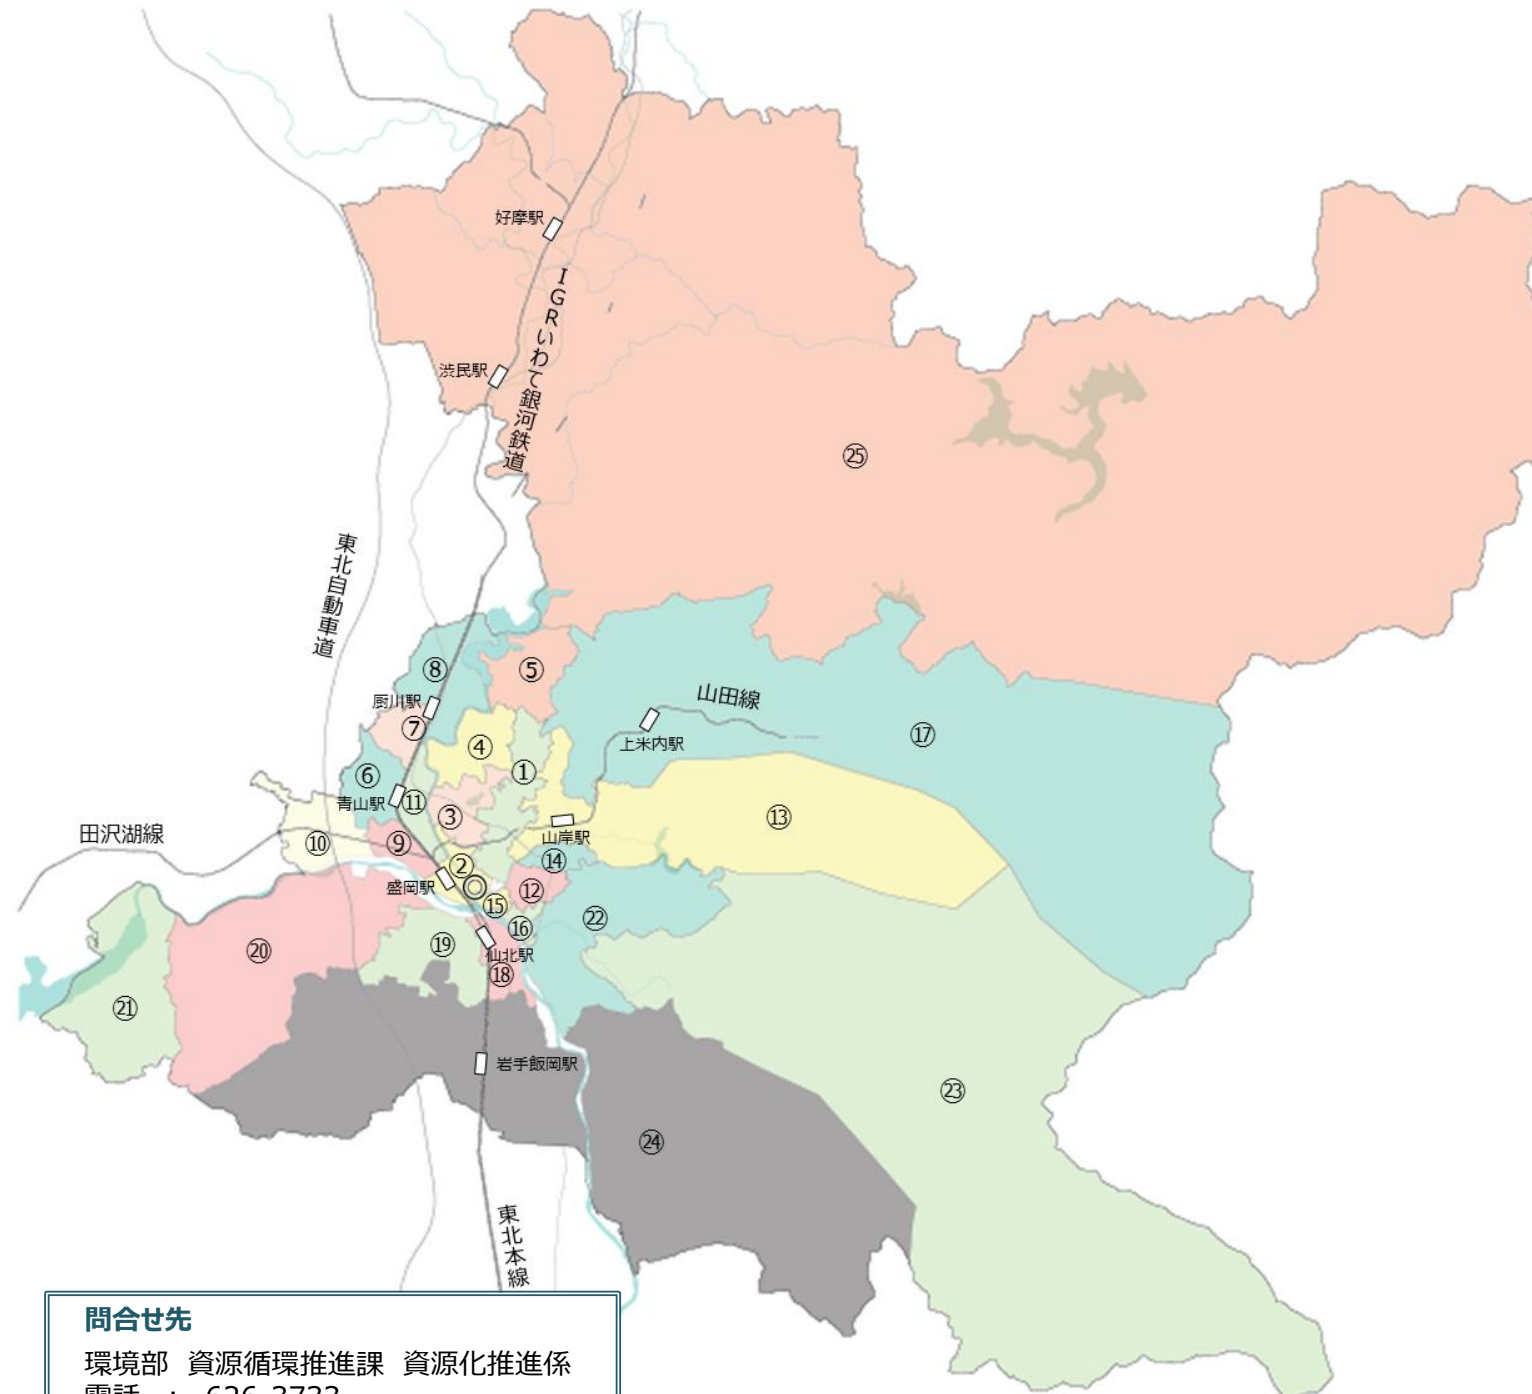 好摩駅
IGRいわて銀河鉄道
渋民駅
㉕
東北自動車道
⑧
⑤
厨川駅
⑦
山田線
上米内駅
⑰
④
①
⑥
青山駅
⑪
③
⑬
山岸駅
田沢湖線
⑩
⑨
②
⑭
盛岡駅
⑫
⑮
⑯
㉒
⑳
⑲
仙北駅
⑱
㉑
岩手飯岡駅
㉓
㉔
東北本線
問合せ先
環境部 資源循環推進課 資源化推進係
電話 : 626-3733